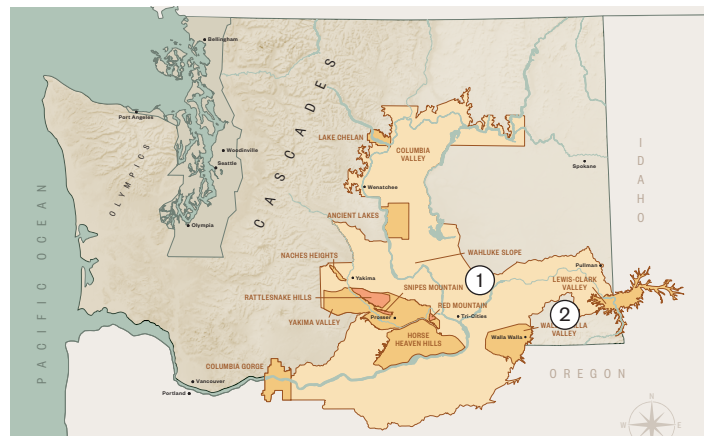 Bellingham
Port Angeles
OLYMPICS
Woodinville
Seattle
Olympia
CASCADES
PACIFIC OCEAN
LAKE CHELAN
COLUMBIA
VALLEY
Wenatchee
Spokane
IDAHO
ANCIENT LAKES
WAHLUKE SLOPE
NACHES HEIGHTS
Yakima
1
Pullman
RATTLESNAKE HILLS
SNIPES MOUNTAIN
LEWIS-CLARK
VALLEY
RED MOUNTAIN
YAKIMA VALLEY
Prosser
Tri-Cities
2
VALLEY
HORSE
HEAVEN HILLS
Walla Walla
COLUMBIA GORGE
OREGON
Vancouver
Portland
N
W
E